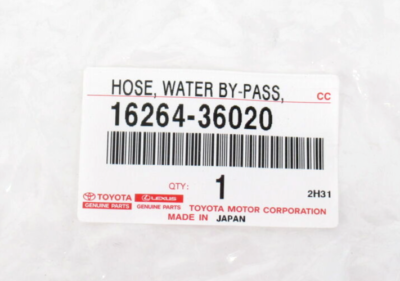 HOSE, WATER BY-PASS, CC
16264-36020
QTY: 1 2H31
TOYOTA LEXUS
GENUINE PARTS GENUINE PARTS TOYOTA MOTOR CORPORATION
MADE IN JAPAN